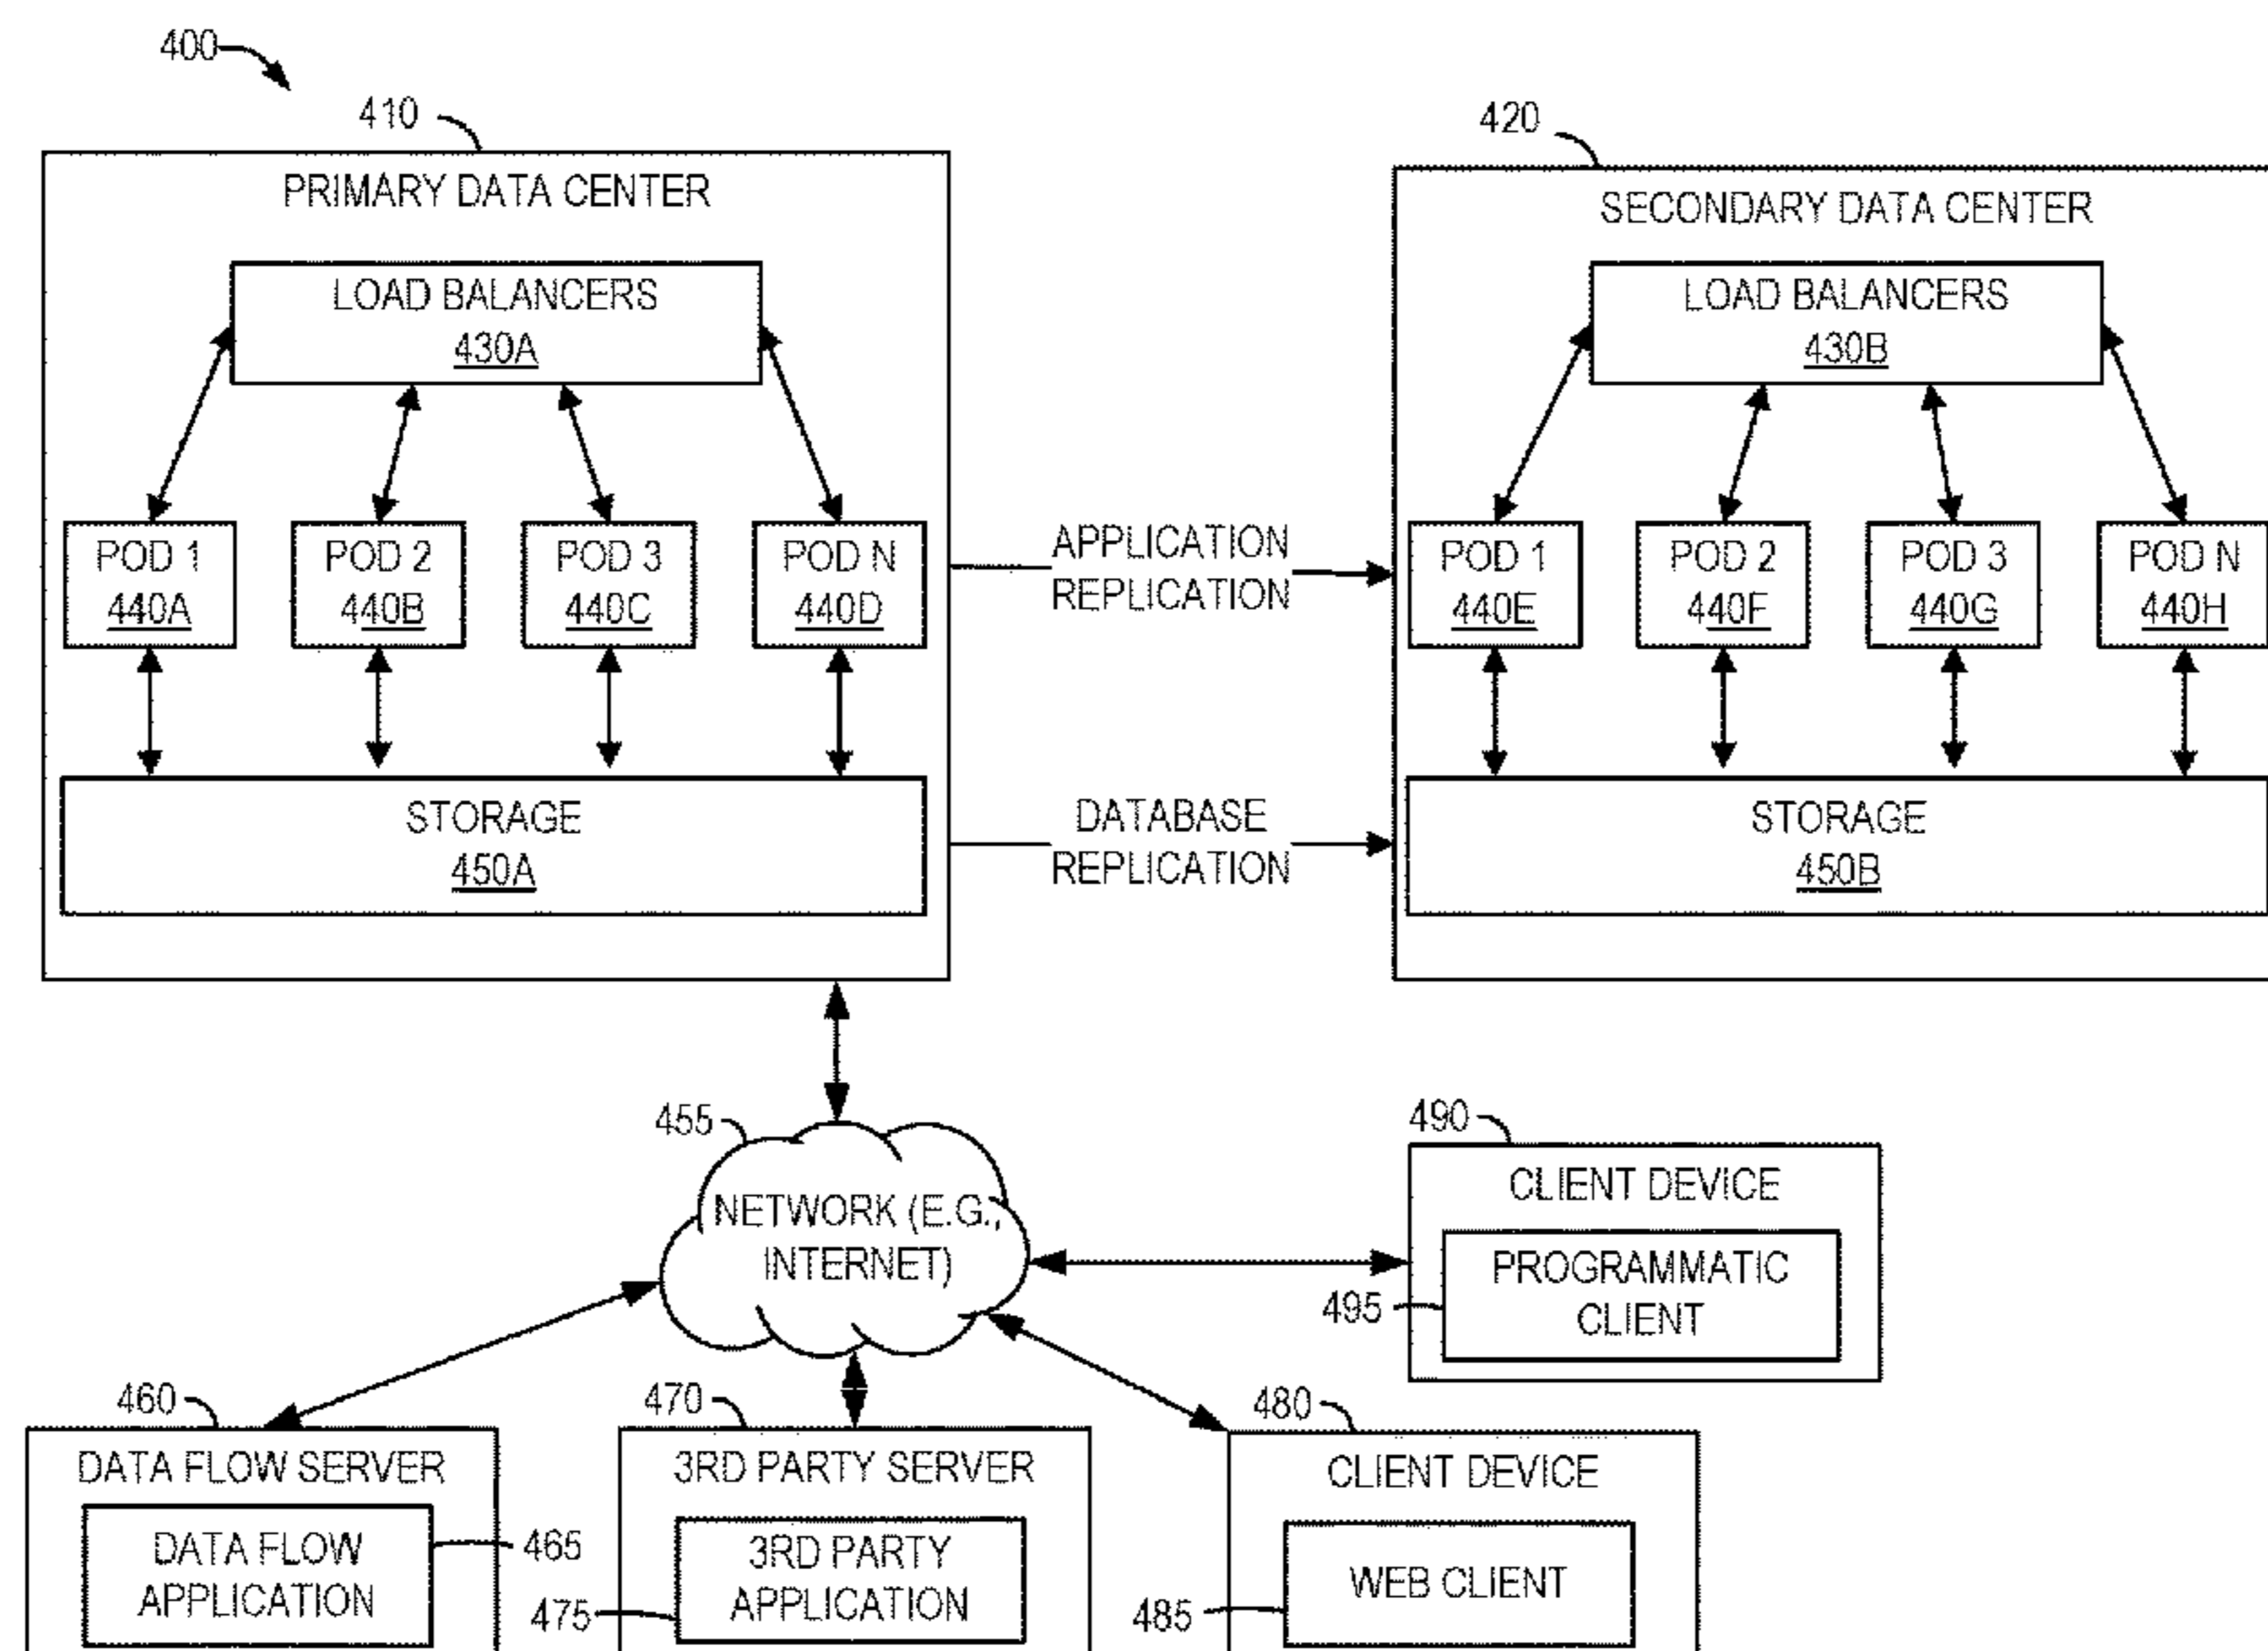 400
410
420
PRIMARY DATA CENTER
SECONDARY DATA CENTER
LOAD BALANCERS
430A
LOAD BALANCERS
430B
POD 1
440A
POD 2
440B
POD 3
440C
POD N
440D
APPLICATION
REPLICATION
POD 1
440E
POD 2
440F
POD 3
440G
POD N
440H
STORAGE
450A
DATABASE
REPLICATION
STORAGE
450B
455
NETWORK (E.G.,
INTERNET)
490
CLIENT DEVICE
PROGRAMMATIC
CLIENT
495
460
DATA FLOW SERVER
DATA FLOW
APPLICATION
465
470
3RD PARTY SERVER
3RD PARTY
APPLICATION
475
480
CLIENT DEVICE
WEB CLIENT
485